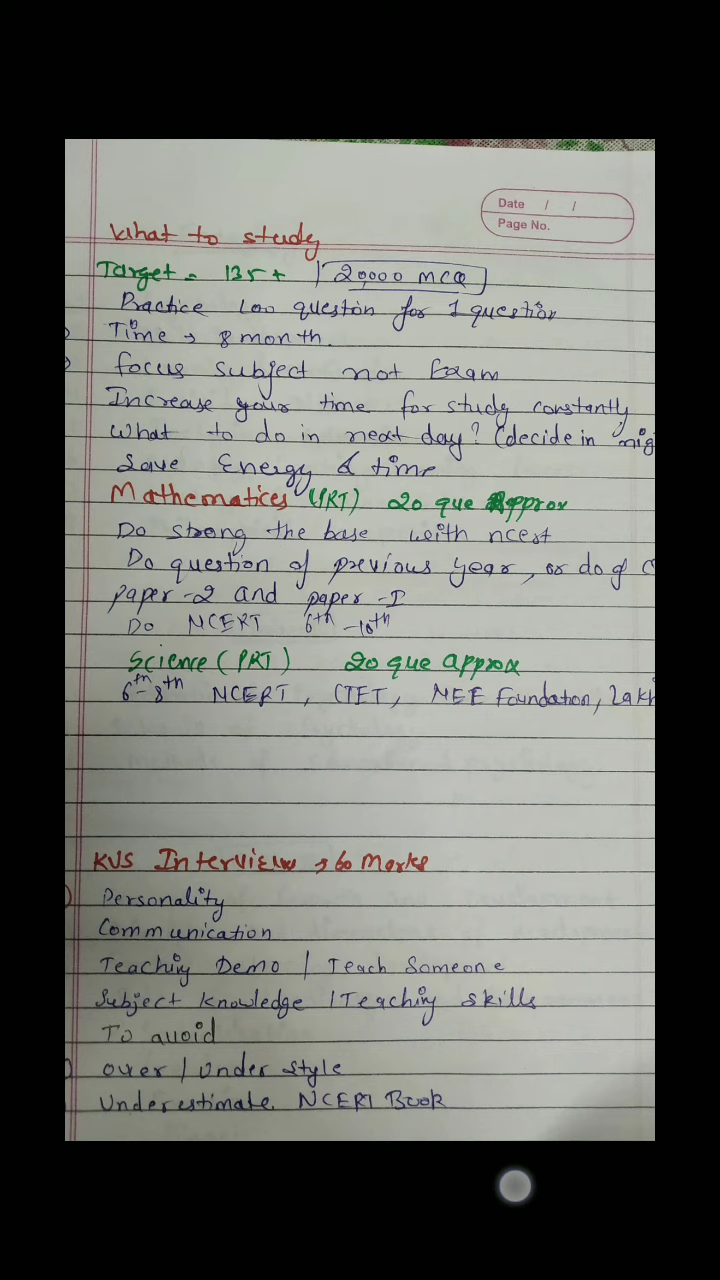 Date / /
Page No.
What to study
Target = 135+ | 20000 MCQ
Practice 100 question for 1 question
Time → 8 month.
focus subject not Exam
Increase your time for study constantly
What to do in next day? (decide in nig
Save Energy & time
Mathematics (PRT) 20 que Approx
Do strong the base with ncert
Do question of previous year, or do of C
paper-2 and paper-I
Do NCERT 6th-10th
Science (PRT) 20 que approx
6th-8th NCERT, CTET, NEE Foundation, Lakh
KVS Interview → 60 Marks
Personality
Communication
Teaching Demo | Teach Someone
Subject Knowledge | Teaching skills
To avoid
over | Under style
Underestimate NCERT Book